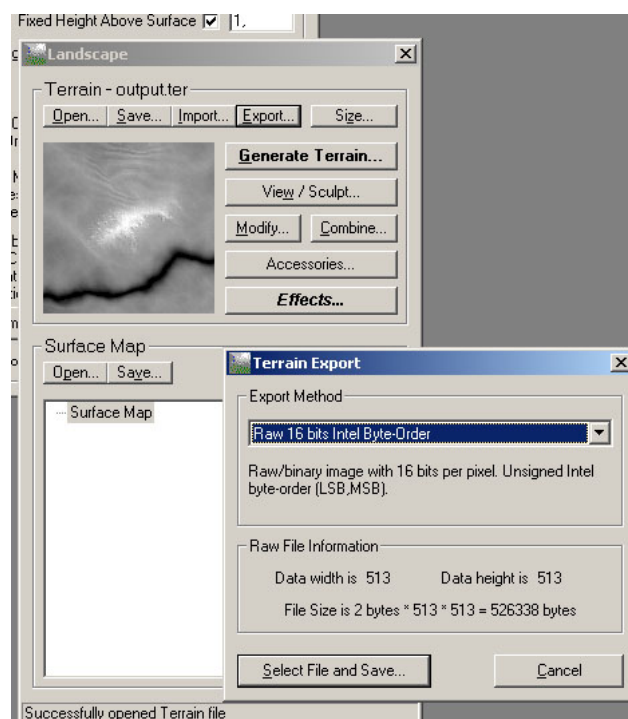 Fixed Height Above Surface 1,
Landscape
Terrain - output.ter
Open... Save... Import... Export... Size...
Generate Terrain...
View / Sculpt...
Modify... Combine...
Accessories...
Effects...
Surface Map
Open... Save...
Surface Map
Terrain Export
Export Method
Raw 16 bits Intel Byte-Order
Raw/binary image with 16 bits per pixel. Unsigned Intel
byte-order (LSB,MSB).
Raw File Information
Data width is 513 Data height is 513
File Size is 2 bytes * 513 * 513 = 526338 bytes
Select File and Save... Cancel
Successfully opened Terrain file